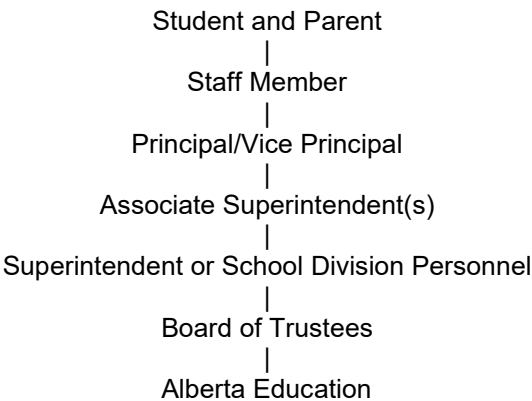 Student and Parent
|
Staff Member
|
Principal/Vice Principal
|
Associate Superintendent(s)
|
Superintendent or School Division Personnel
|
Board of Trustees
|
Alberta Education